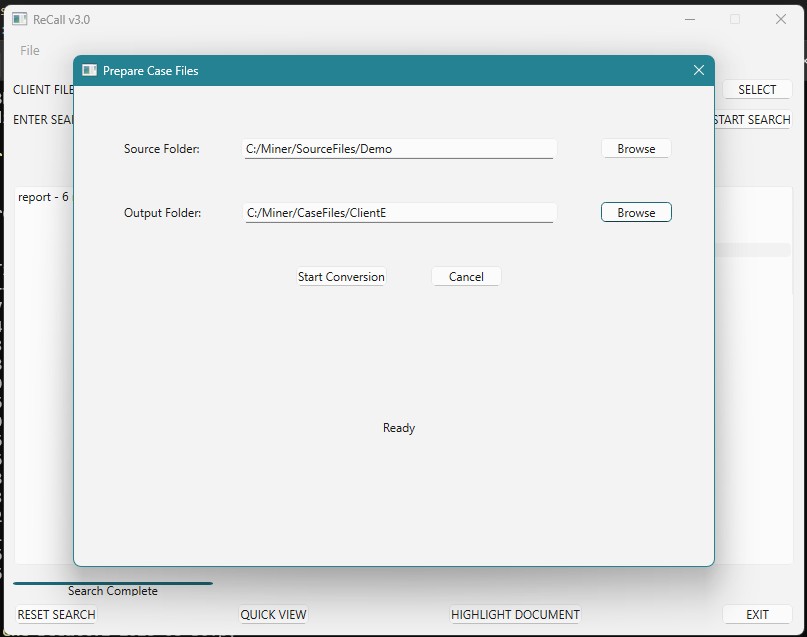 ReCall v3.0
File
Prepare Case Files
CLIENT FILE
SELECT
ENTER SEA
START SEARCH
Source Folder: C:/Miner/SourceFiles/Demo Browse
report - 6
Output Folder: C:/Miner/CaseFiles/ClientE Browse
Start Conversion Cancel
Ready
Search Complete
RESET SEARCH QUICK VIEW HIGHLIGHT DOCUMENT EXIT